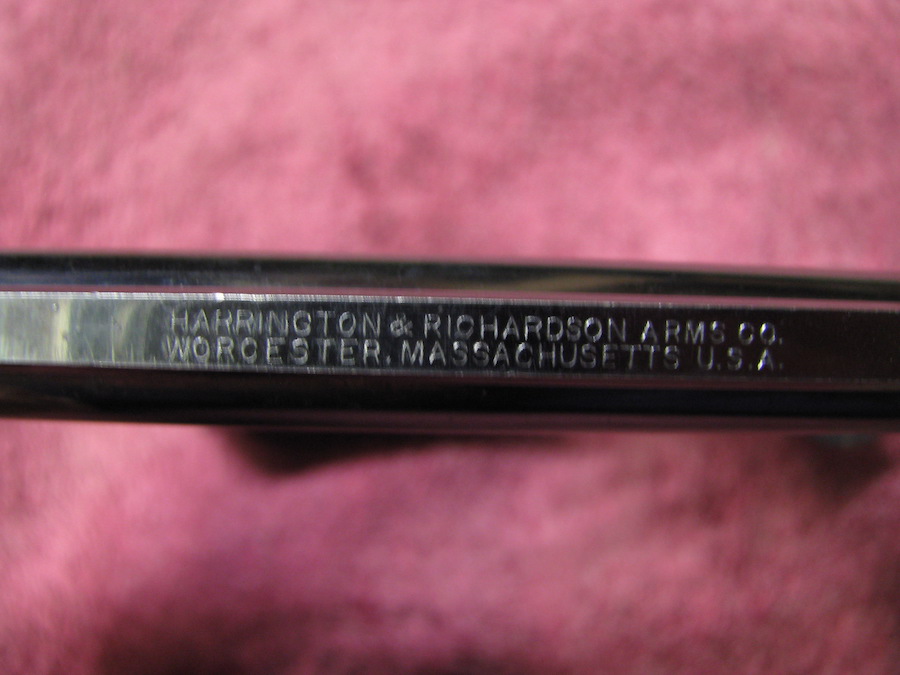 HARRINGTON & RICHARDSON ARMS CO.
WORCESTER, MASSACHUSETTS U.S.A.